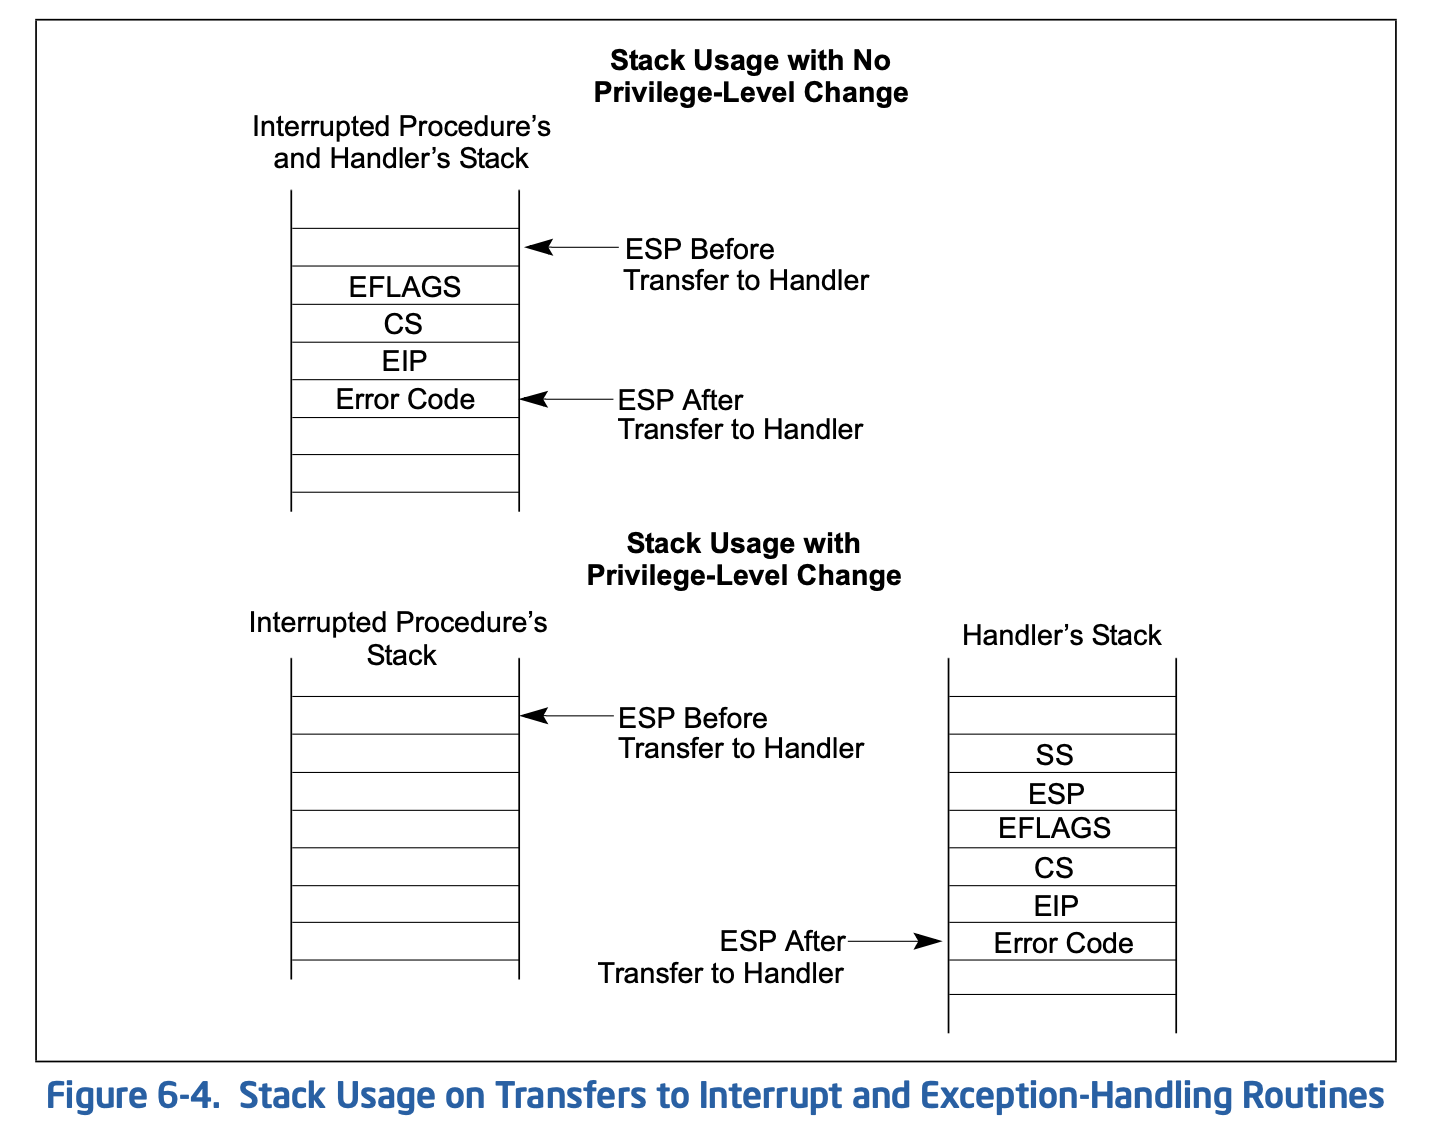 Stack Usage with No
Privilege-Level Change
Interrupted Procedure’s
and Handler’s Stack
ESP Before
Transfer to Handler
EFLAGS
CS
EIP
Error Code
ESP After
Transfer to Handler
Stack Usage with
Privilege-Level Change
Interrupted Procedure’s
Stack
Handler’s Stack
ESP Before
Transfer to Handler
SS
ESP
EFLAGS
CS
EIP
Error Code
ESP After
Transfer to Handler
Figure 6-4. Stack Usage on Transfers to Interrupt and Exception-Handling Routines